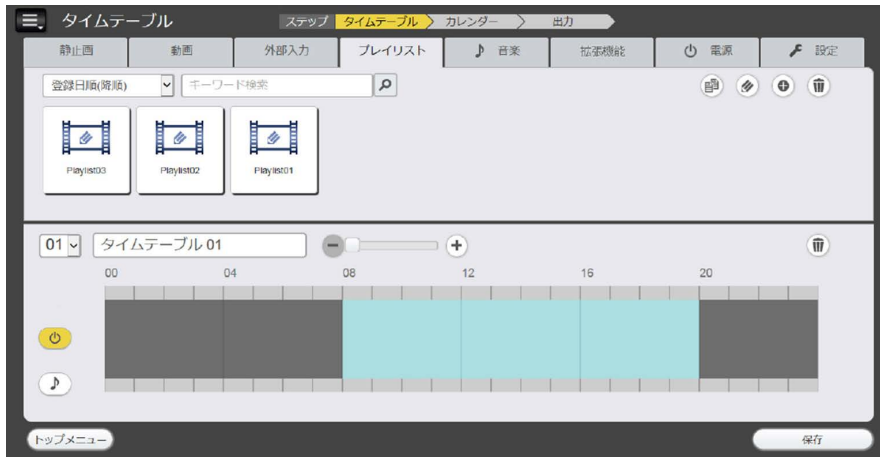 タイムテーブル
ステップ タイムテーブル カレンダー 出力
静止画 動画 外部入力 プレイリスト 音楽 拡張機能 電源 設定
登録日順(降順) キーワード検索
Playlist03 Playlist02 Playlist01
01 タイムテーブル 01
00 04 08 12 16 20
トップメニュー 保存